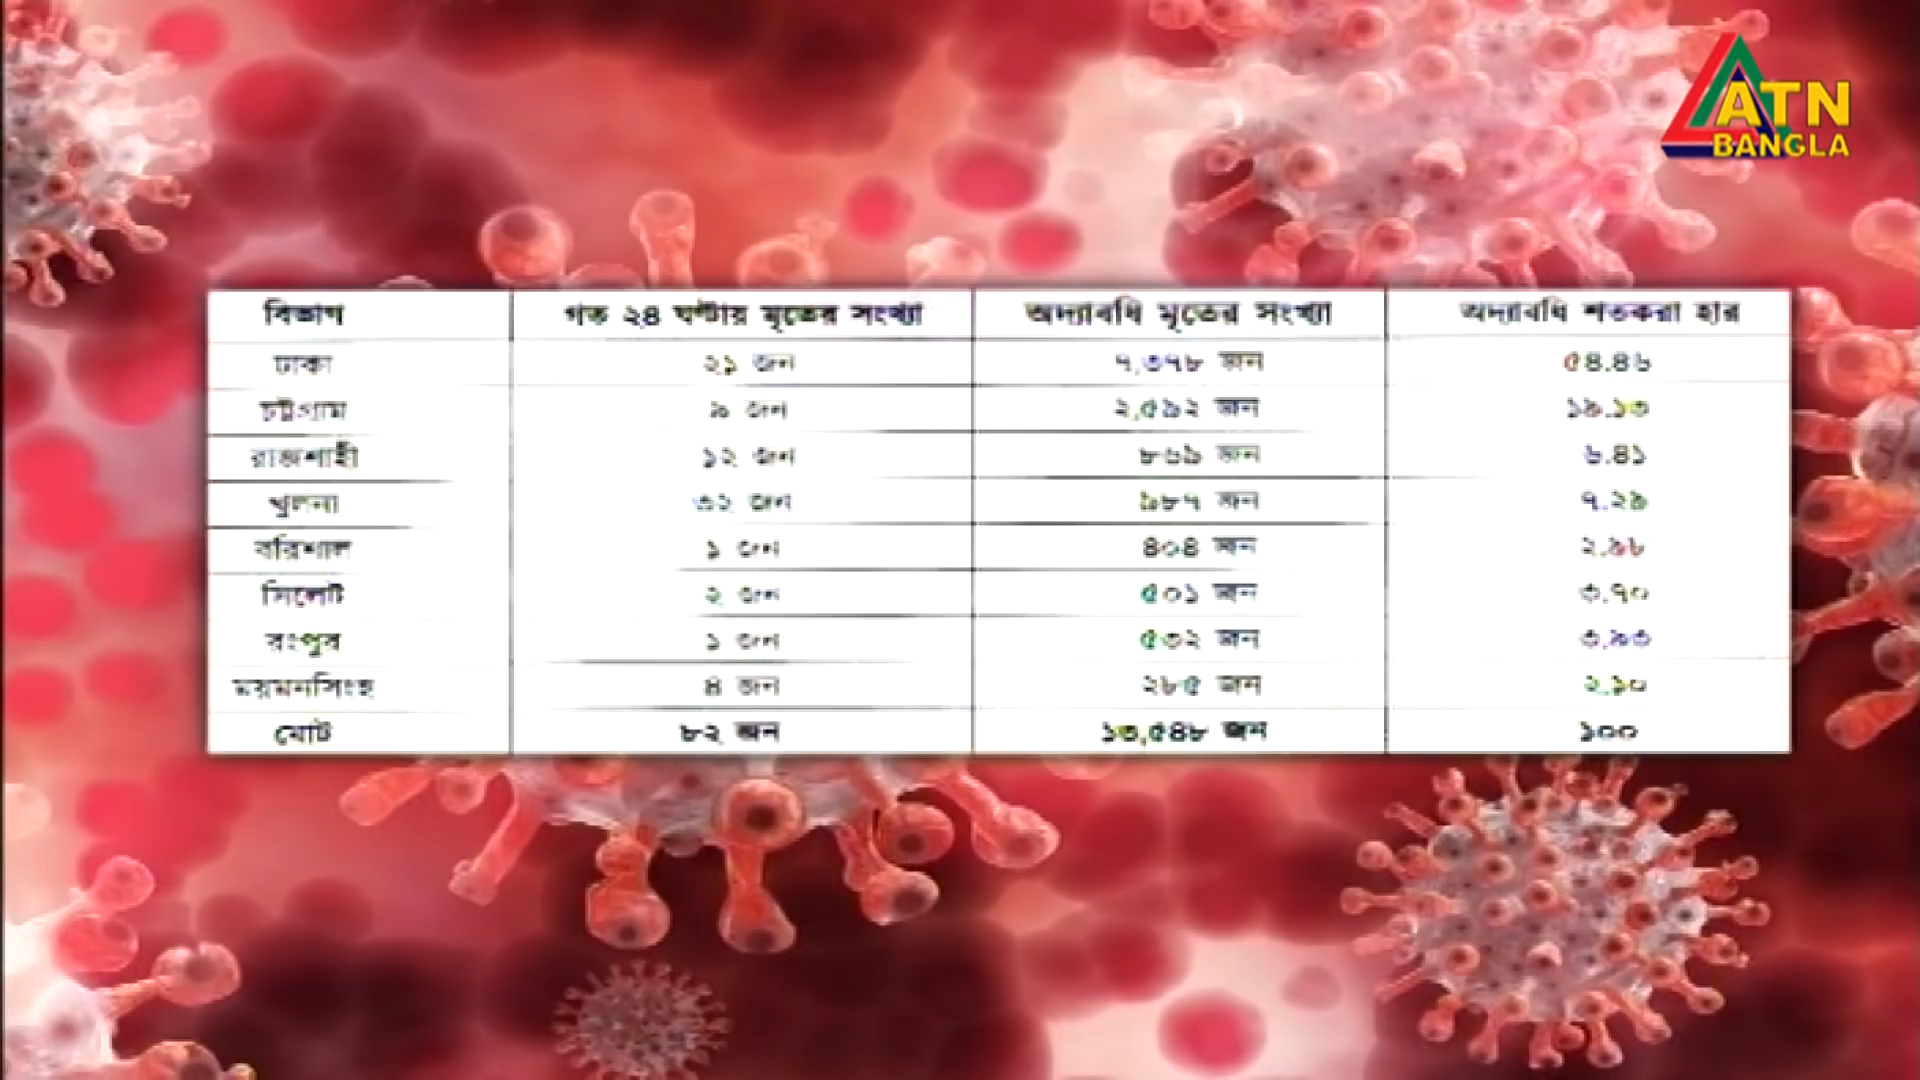 ATN
BANGLA
বিভাগ গত ২৪ ঘণ্টায় মৃতের সংখ্যা অদ্যাবধি মৃতের সংখ্যা অদ্যাবধি শতকরা হার
ঢাকা ২১ জন ৭,৩৭৮ জন ৫৪.৪৬
চট্টগ্রাম ৯ জন ২,৫৯২ জন ১৯.১৩
রাজশাহী ১২ জন ৮৬৯ জন ৬.৪১
খুলনা ৩২ জন ৯৮৭ জন ৭.২৯
বরিশাল ১ জন ৪০৪ জন ২.৯৮
সিলেট ২ জন ৫০১ জন ৩.৭০
রংপুর ১ জন ৫৩২ জন ৩.৯৩
ময়মনসিংহ ৪ জন ২৮৫ জন ২.১০
মোট ৮২ জন ১৩,৫৪৮ জন ১০০